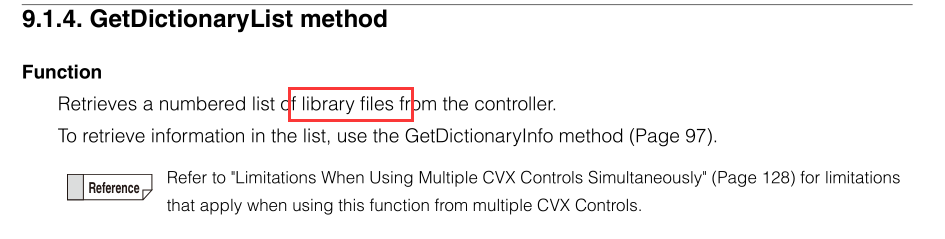 9.1.4. GetDictionaryList method
Function
Retrieves a numbered list of library files from the controller.
To retrieve information in the list, use the GetDictionaryInfo method (Page 97).
Reference
Refer to "Limitations When Using Multiple CVX Controls Simultaneously" (Page 128) for limitations
that apply when using this function from multiple CVX Controls.